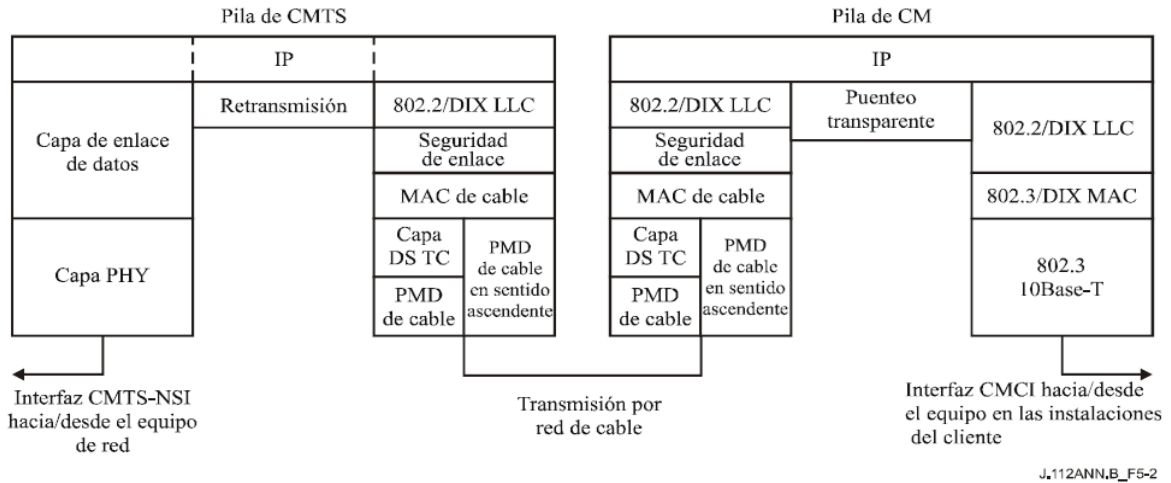 Pila de CMTS
IP
Capa de enlace
de datos
Retransmisión
802.2/DIX LLC
Seguridad
de enlace
MAC de cable
Capa PHY
Capa
DS TC
PMD
de cable
PMD
de cable
en sentido
ascendente
Pila de CM
IP
802.2/DIX LLC
Seguridad
de enlace
MAC de cable
Capa
DS TC
PMD
de cable
PMD
de cable
en sentido
ascendente
Puenteo
transparente
802.2/DIX LLC
802.3/DIX MAC
802.3
10Base-T
Interfaz CMTS-NSI
hacia/desde el equipo
de red
Transmisión por
red de cable
Interfaz CMCI hacia/desde
el equipo en las instalaciones
del cliente
J.112ANN.B_F5-2